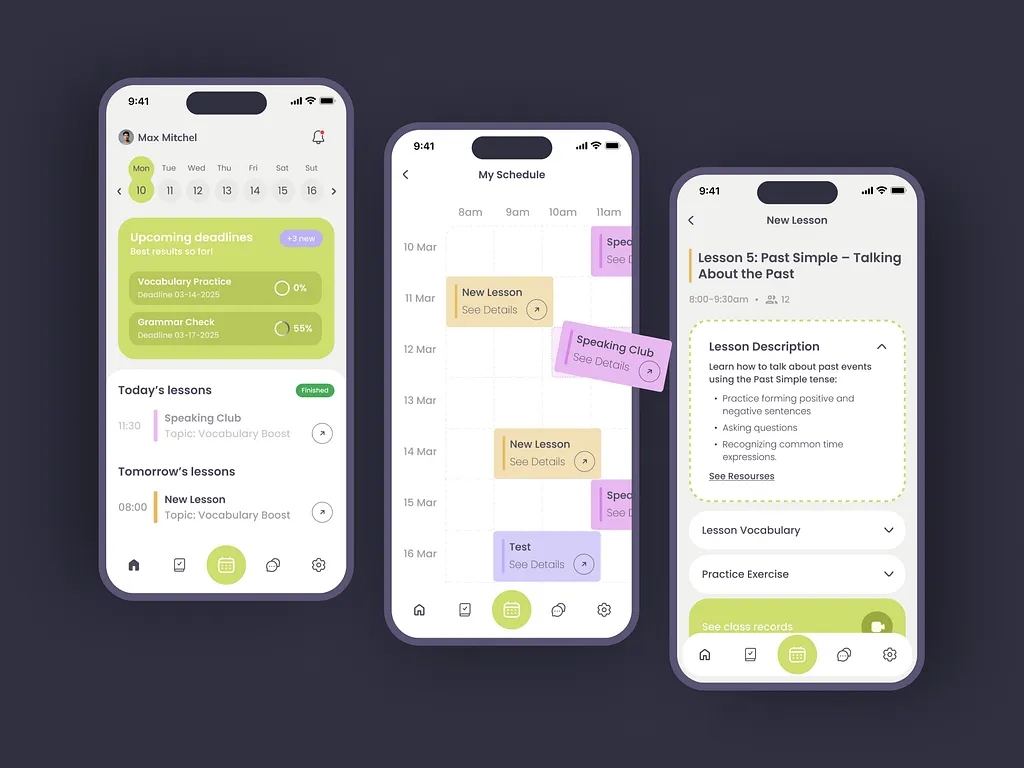 9:41
Max Mitchel
Mon Tue Wed Thu Fri Sat Sut
10 11 12 13 14 15 16
Upcoming deadlines
+3 new
Best results so far!
Vocabulary Practice
Deadline 03-14-2025
0%
Grammar Check
Deadline 03-17-2025
55%
Today's lessons
Finished
11:30
Speaking Club
Topic: Vocabulary Boost
Tomorrow's lessons
08:00
New Lesson
Topic: Vocabulary Boost
9:41
My Schedule
8am 9am 10am 11am
10 Mar
Spec
See D
11 Mar
New Lesson
See Details
12 Mar
Speaking Club
See Details
13 Mar
14 Mar
New Lesson
See Details
15 Mar
Spec
See D
16 Mar
Test
See Details
9:41
New Lesson
Lesson 5: Past Simple – Talking
About the Past
8:00-9:30am • 12
Lesson Description
Learn how to talk about past events
using the Past Simple tense:
• Practice forming positive and
negative sentences
• Asking questions
• Recognizing common time
expressions.
See Resourses
Lesson Vocabulary
Practice Exercise
See class records